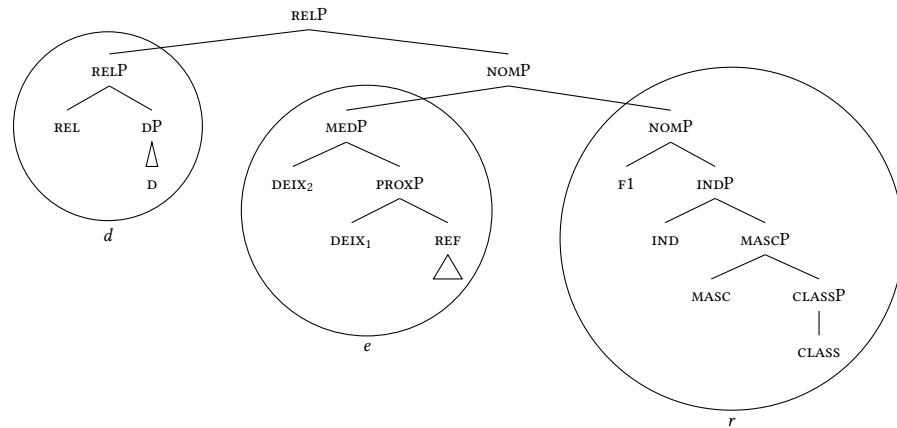 RELP
RELP NOMP
REL DP MEDP NOMP
D DEIX₂ PROXP F1 INDP
d DEIX₁ REF IND MASCP
MASC CLASSP
e CLASS
r